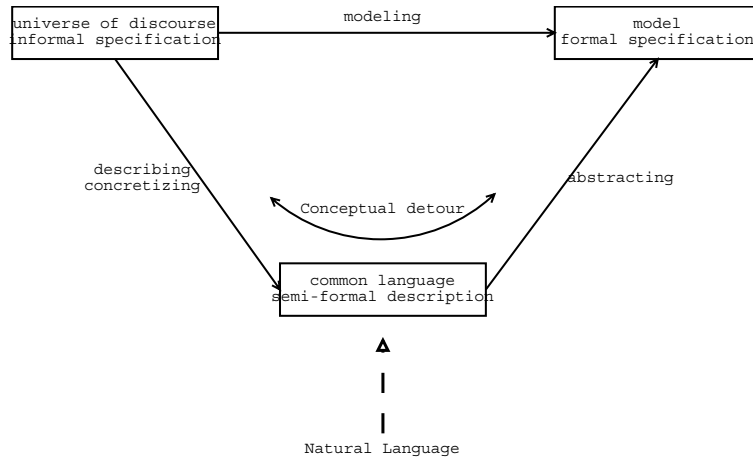 universe of discourse
informal specification
modeling
model
formal specification
describing
concretizing
abstracting
Conceptual detour
common language
semi-formal description
Natural Language